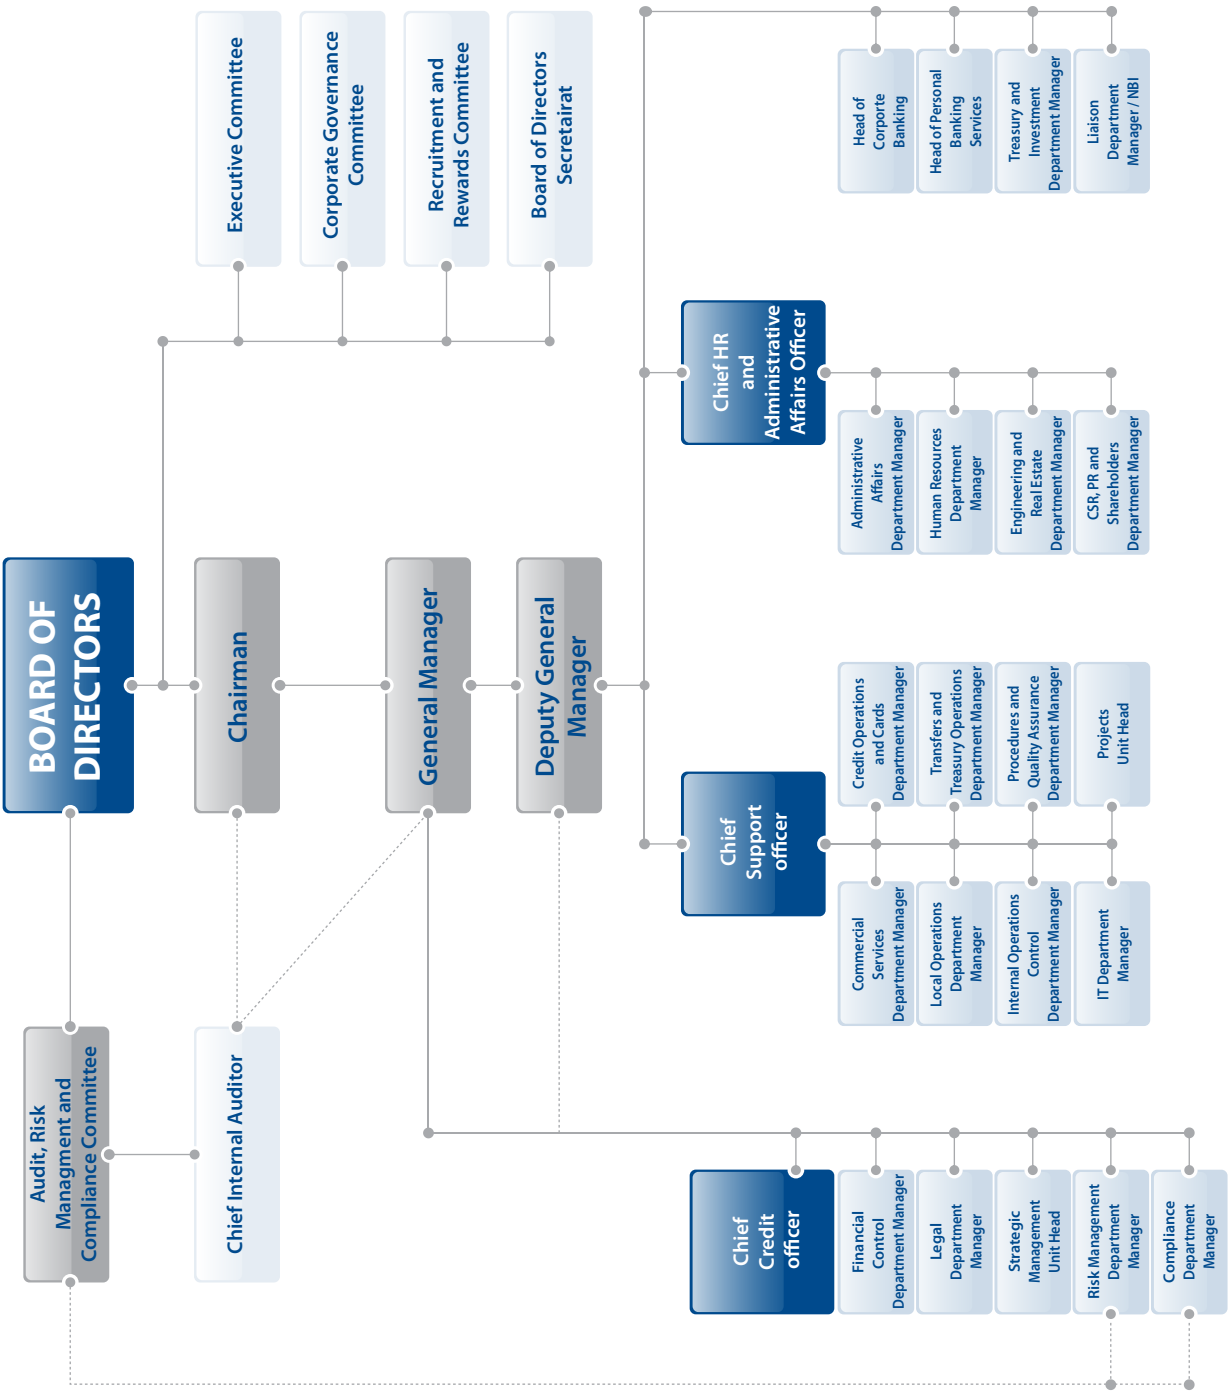 BOARD OF
DIRECTORS
Audit, Risk
Managment and
Compliance Committee
Chief Internal Auditor
Chairman
General Manager
Deputy General
Manager
Executive Committee
Corporate Governance
Committee
Recruitment and
Rewards Committee
Board of Directors
Secretairat
Chief
Credit
officer
Financial
Control
Department Manager
Legal
Department
Manager
Strategic
Management
Unit Head
Risk Management
Department
Manager
Compliance
Department
Manager
Chief
Support
officer
Commercial
Services
Department Manager
Local Operations
Department
Manager
Internal Operations
Control
Department Manager
IT Department
Manager
Credit Operations
and Cards
Department Manager
Transfers and
Treasury Operations
Department Manager
Procedures and
Quality Assurance
Department Manager
Projects
Unit Head
Chief HR
and
Administrative
Affairs Officer
Administrative
Affairs
Department Manager
Human Resources
Department
Manager
Engineering and
Real Estate
Department Manager
CSR, PR and
Shareholders
Department Manager
Head of
Corporte
Banking
Head of Personal
Banking
Services
Treasury and
Investment
Department Manager
Liaison
Department
Manager / NBI